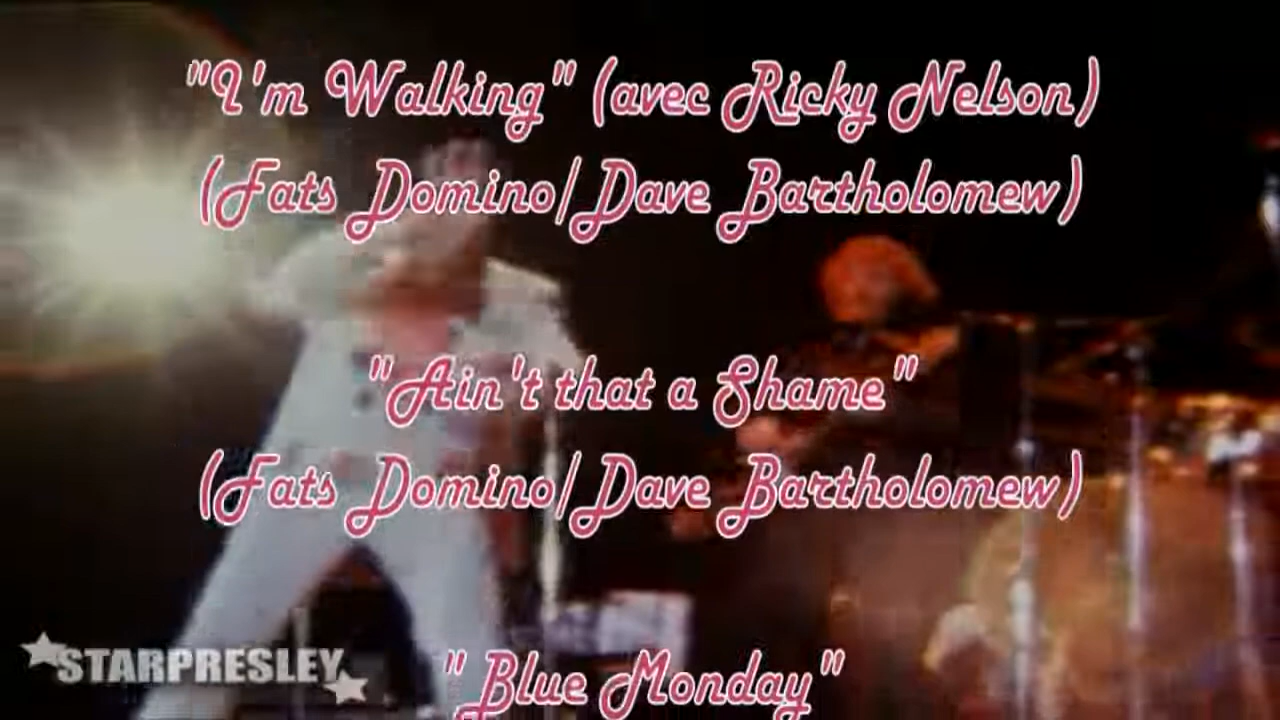 "I'm Walking" (avec Ricky Nelson)
(Fats Domino/Dave Bartholomew)
"Ain't that a Shame"
(Fats Domino/Dave Bartholomew)
STARPRESLEY
"Blue Monday"